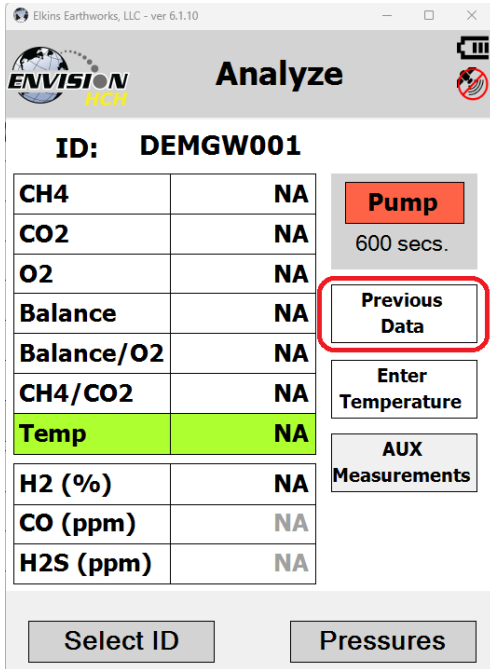 Elkins Earthworks, LLC - ver 6.1.10
ENVISION
HCH
Analyze
ID: DEMGW001
CH4 NA
CO2 NA
O2 NA
Balance NA
Balance/O2 NA
CH4/CO2 NA
Temp NA
H2 (%) NA
CO (ppm) NA
H2S (ppm) NA
Pump
600 secs.
Previous
Data
Enter
Temperature
AUX
Measurements
Select ID
Pressures